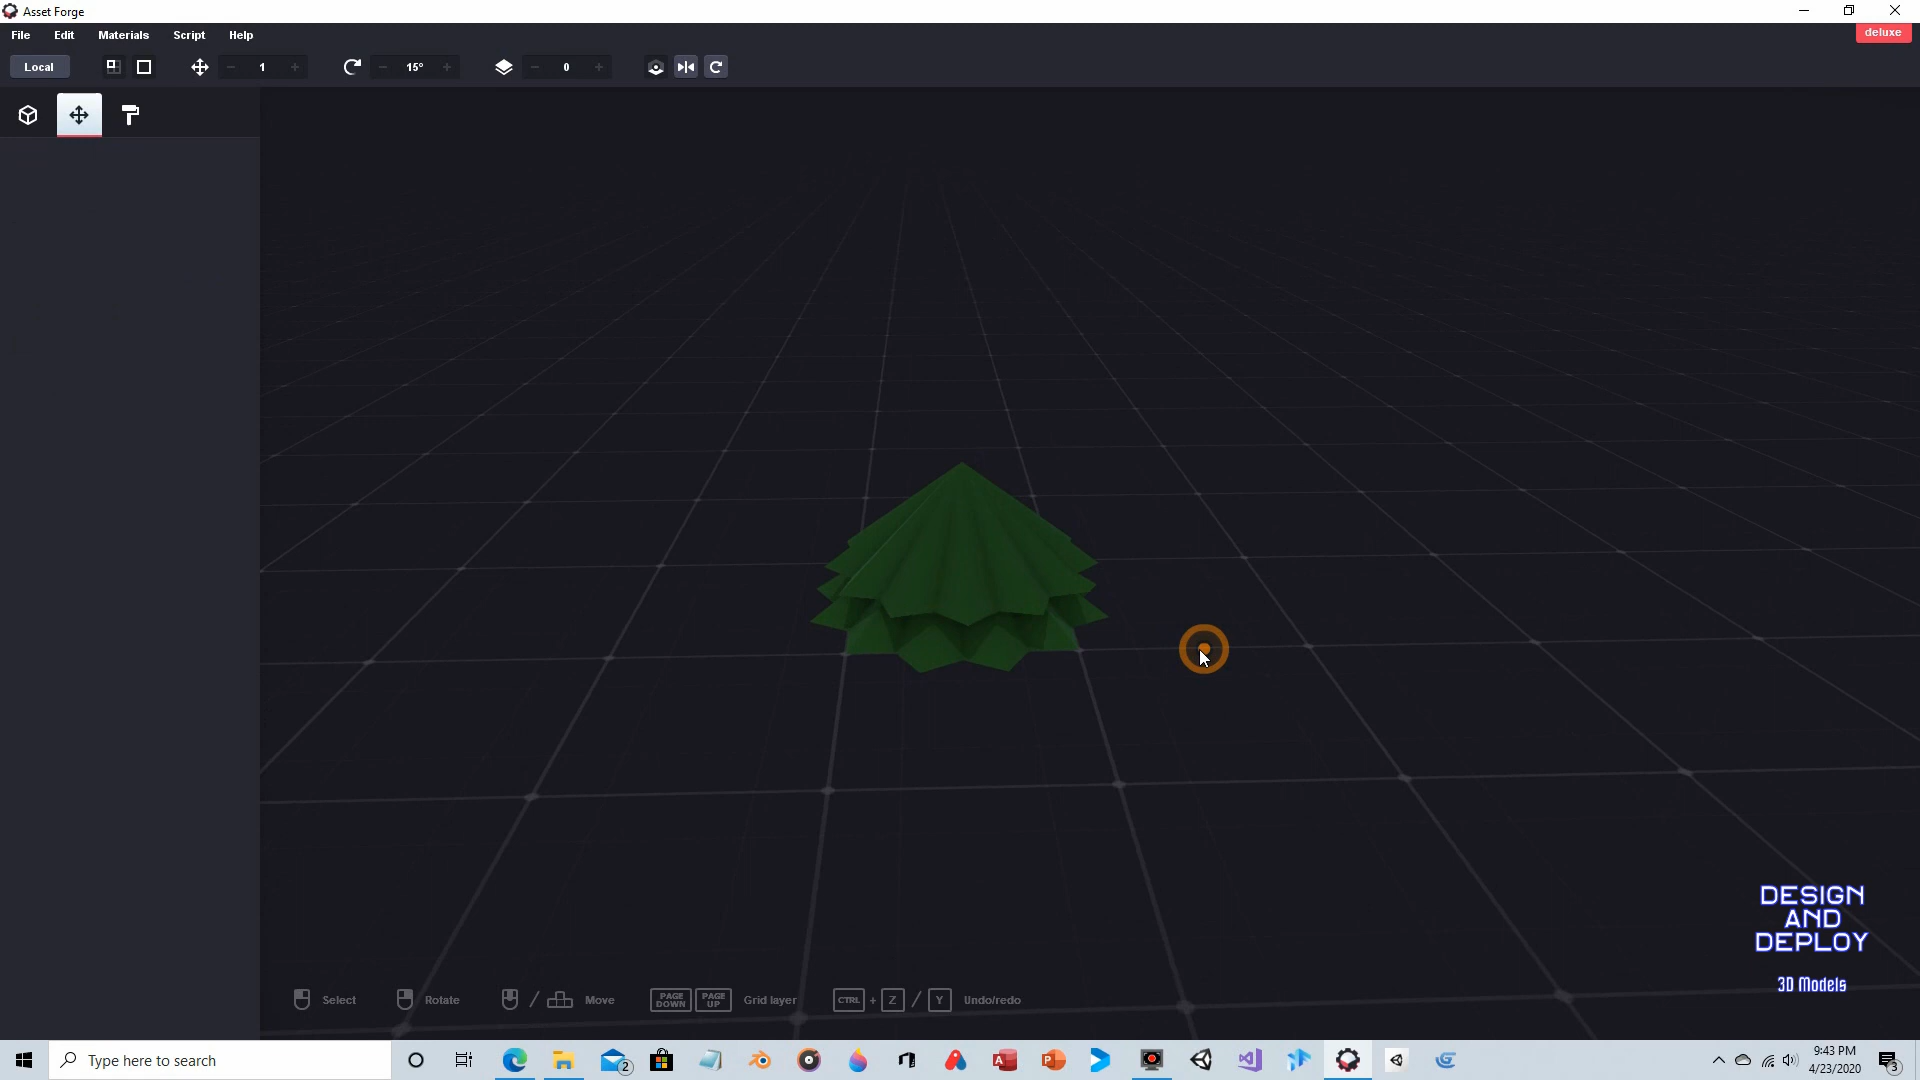 Asset Forge
File Edit Materials Script Help
deluxe
Local 1 15° 0
Select Rotate / Move PAGE DOWN PAGE UP Grid layer CTRL + Z / Y Undo/redo
DESIGN
AND
DEPLOY
3D Models
Type here to search
2
9:43 PM
4/23/2020
3